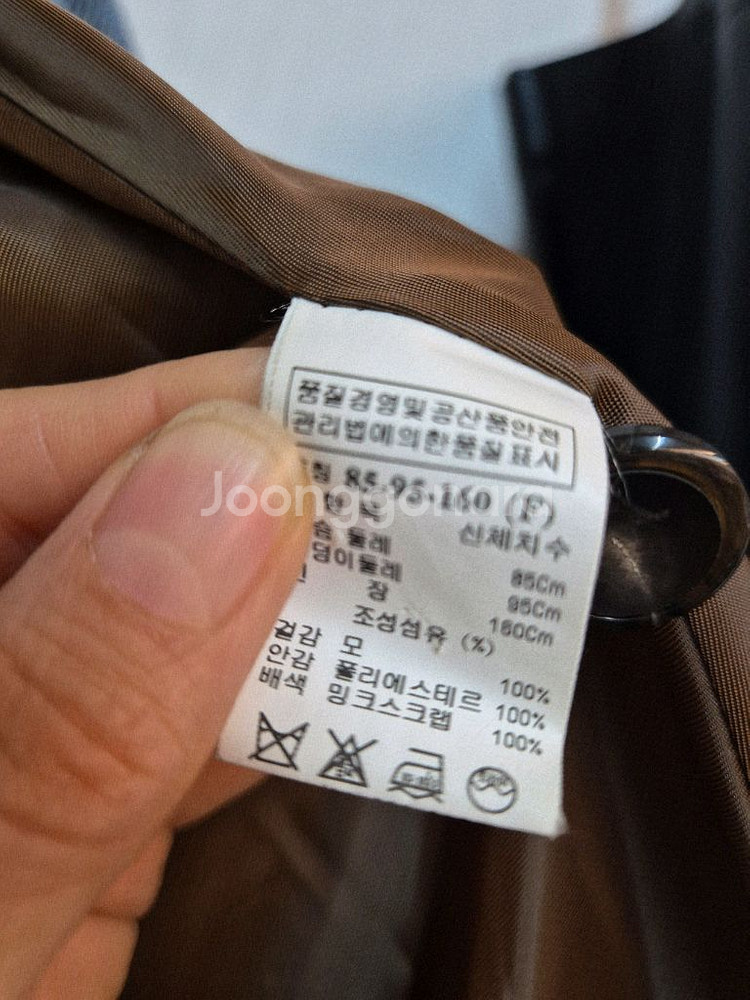 품질경영및공산품안전
관리법에의한품질표시
85-95-160 (F)
신체치수
둘레 85Cm
덩이둘레 95Cm
장 160Cm
조성섬유 (%)
겉감 모 100%
안감 폴리에스테르 100%
배색 밍크스크랩 100%